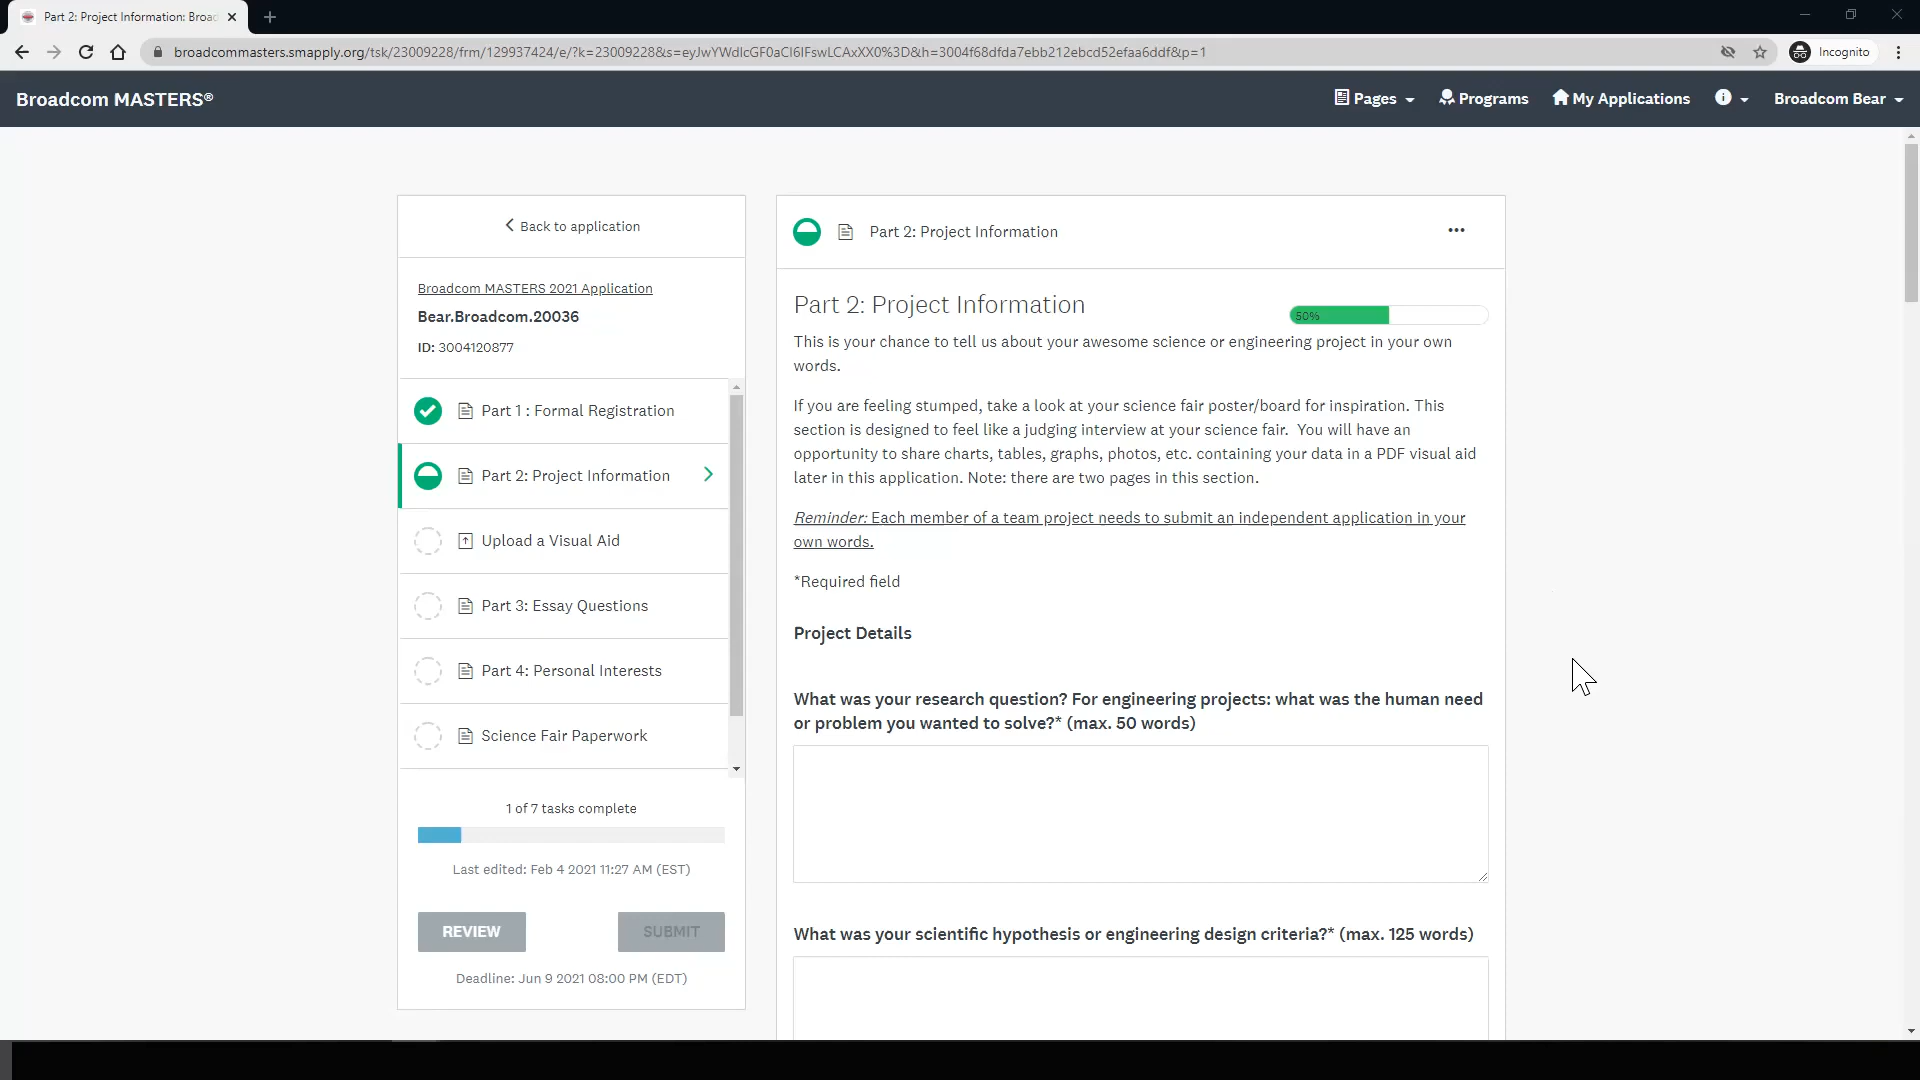 Part 2: Project Information: Broad
broadcommasters.smapply.org/tsk/23009228/frm/129937424/e/?k=23009228&s=eyJwYWdlcGF0aCI6IFswLCAxXX0%3D&h=3004f68dfda7ebb212ebcd52efaa6ddf&p=1
Incognito
Broadcom MASTERS®
Pages
Programs
My Applications
Broadcom Bear
Back to application
Broadcom MASTERS 2021 Application
Bear.Broadcom.20036
ID: 3004120877
Part 1 : Formal Registration
Part 2: Project Information
Upload a Visual Aid
Part 3: Essay Questions
Part 4: Personal Interests
Science Fair Paperwork
1 of 7 tasks complete
Last edited: Feb 4 2021 11:27 AM (EST)
REVIEW
SUBMIT
Deadline: Jun 9 2021 08:00 PM (EDT)
Part 2: Project Information
Part 2: Project Information
50%
This is your chance to tell us about your awesome science or engineering project in your own
words.
If you are feeling stumped, take a look at your science fair poster/board for inspiration. This
section is designed to feel like a judging interview at your science fair.  You will have an
opportunity to share charts, tables, graphs, photos, etc. containing your data in a PDF visual aid
later in this application. Note: there are two pages in this section.
Reminder: Each member of a team project needs to submit an independent application in your
own words.
*Required field
Project Details
What was your research question? For engineering projects: what was the human need
or problem you wanted to solve?* (max. 50 words)
What was your scientific hypothesis or engineering design criteria?* (max. 125 words)